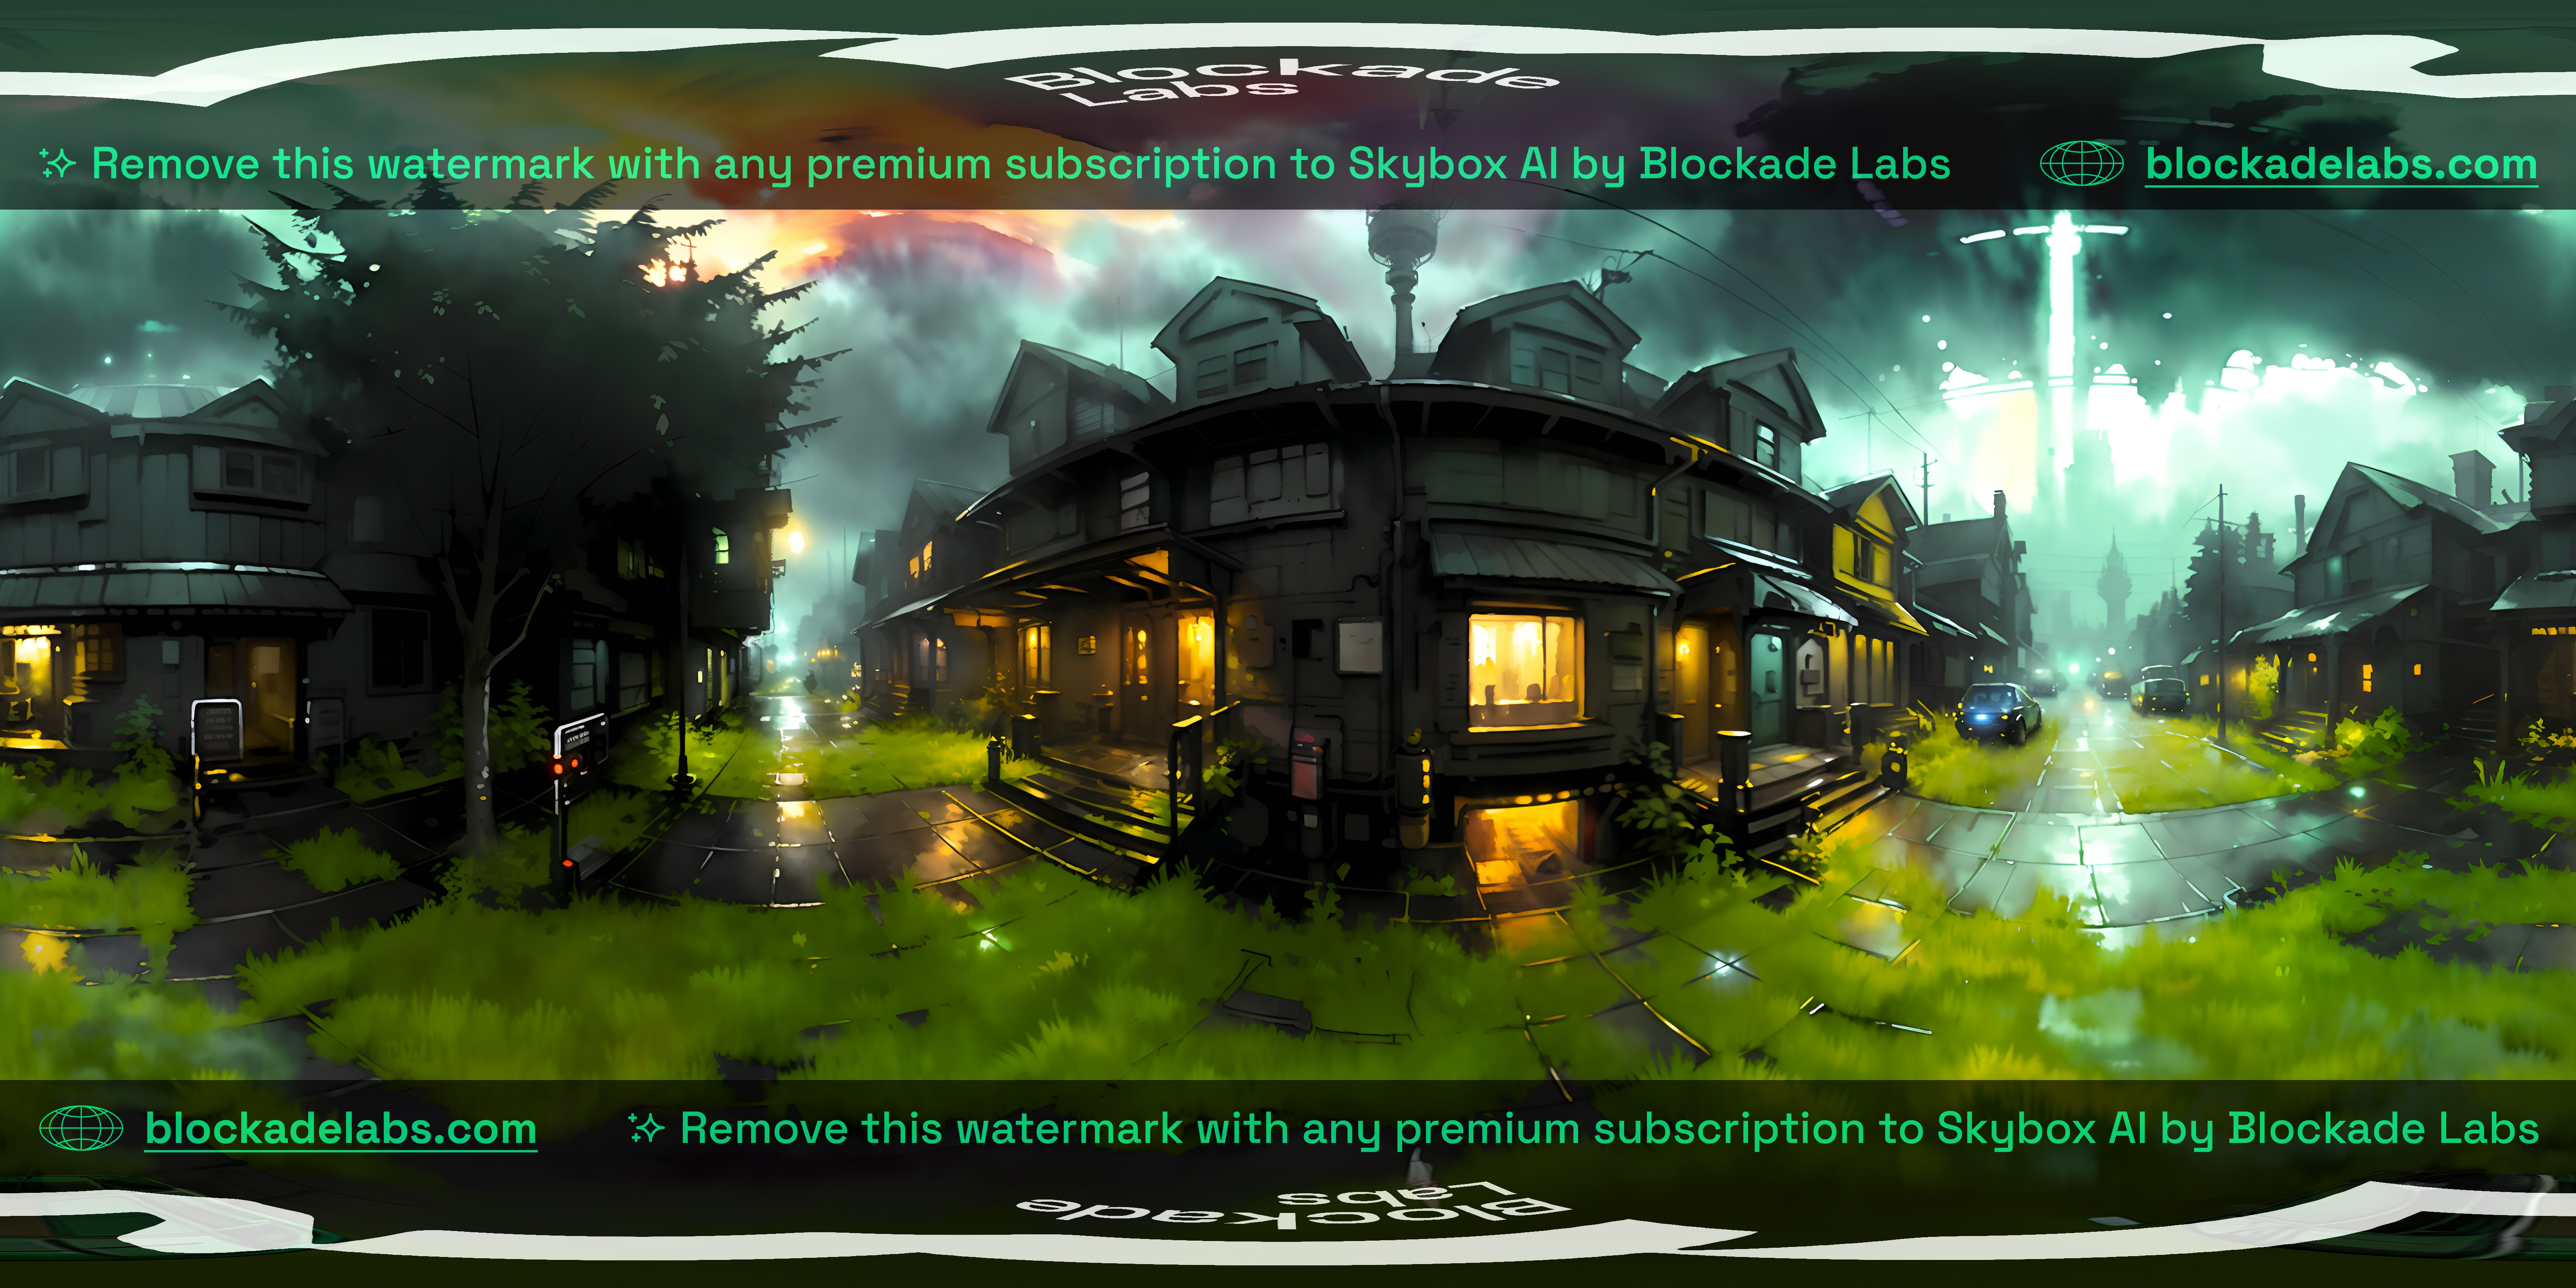 Blockade
Labs
Remove this watermark with any premium subscription to Skybox AI by Blockade Labs
blockadelabs.com
blockadelabs.com
Remove this watermark with any premium subscription to Skybox AI by Blockade Labs
Labs
Blockade